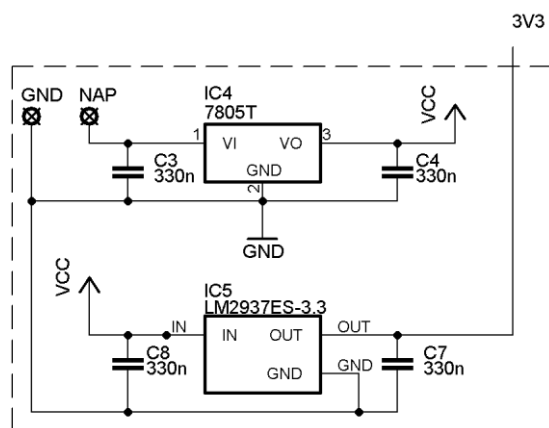 3V3
GND NAP
IC4
7805T
VCC
1 VI VO 3
GND
2
C3
330n
C4
330n
GND
VCC
IC5
LM2937ES-3.3
IN IN OUT OUT
GND GND
C8
330n
C7
330n